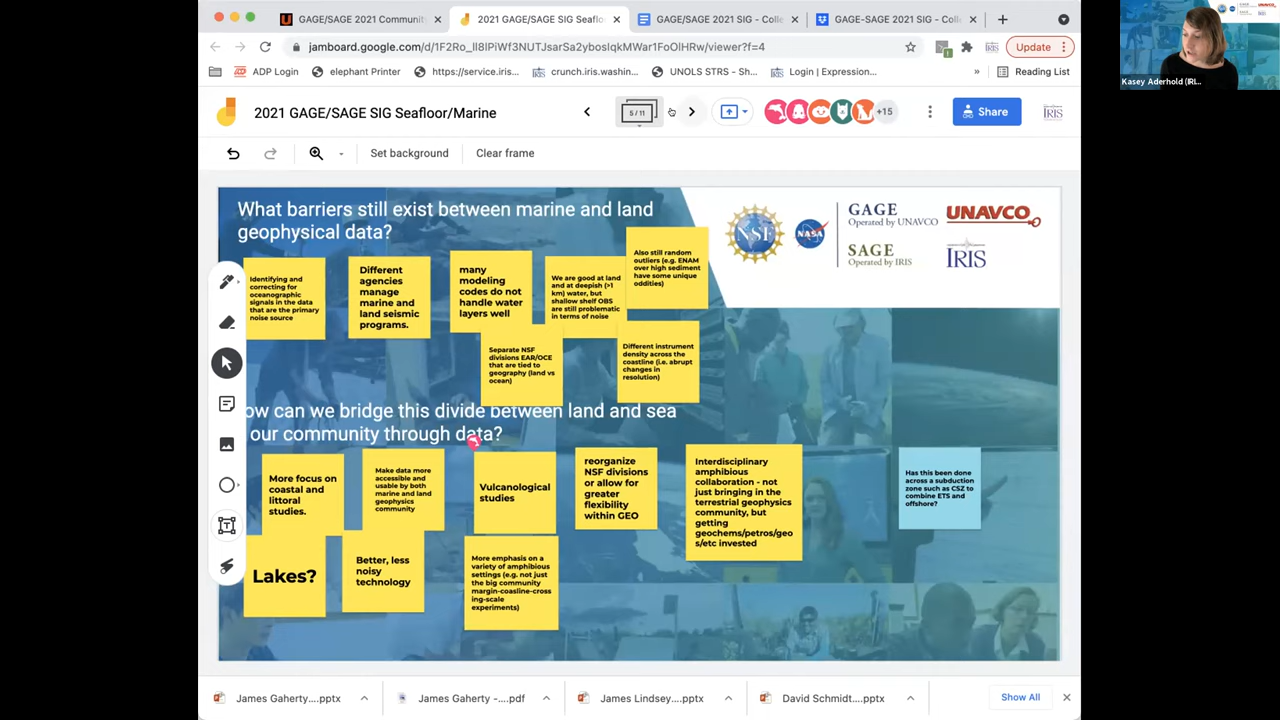 GAGE/SAGE 2021 Community
2021 GAGE/SAGE SIG Seaflo
GAGE/SAGE 2021 SIG - Colle
GAGE-SAGE 2021 SIG - Colle
jamboard.google.com/d/1F2Ro_II8lPiWf3NUTJsarSa2ybosIqkMWar1FoOlHRw/viewer?f=4
Update
ADP Login
elephant Printer
https://service.iris...
crunch.iris.washin...
UNOLS STRS - Sh...
Login | Expression...
»
Reading List
2021 GAGE/SAGE SIG Seafloor/Marine
5 / 11
+15
Share
IRIS
Set background
Clear frame
What barriers still exist between marine and land
geophysical data?
NSF
NASA
GAGE
Operated by UNAVCO
UNAVCO
SAGE
Operated by IRIS
IRIS
Identifying and
correcting for
oceanographic
signals in the data
that are the primary
noise source
Different
agencies
manage
marine and
land seismic
programs.
many
modeling
codes do not
handle water
layers well
We are good at land
and at deepish (>1
km) water, but
shallow shelf OBS
are still problematic
in terms of noise
Also still random
outliers (e.g. ENAM
over high sediment
have some unique
oddities)
Separate NSF
divisions EAR/OCE
that are tied to
geography (land vs
ocean)
Different instrument
density across the
coastline (i.e. abrupt
changes in
resolution)
ow can we bridge this divide between land and sea
our community through data?
More focus on
coastal and
littoral
studies.
Make data more
accessible and
usable by both
marine and land
geophysics
community
Vulcanological
studies
reorganize
NSF divisions
or allow for
greater
flexibility
within GEO
Interdisciplinary
amphibious
collaboration - not
just bringing in the
terrestrial geophysics
community, but
getting
geochems/petros/geo
s/etc invested
Has this been done
across a subduction
zone such as CSZ to
combine ETS and
offshore?
Lakes?
Better, less
noisy
technology
More emphasis on a
variety of amphibious
settings (e.g. not just
the big community
margin-coasline-cross
ing-scale
experiments)
James Gaherty....pptx
James Gaherty -....pdf
James Lindsey....pptx
David Schmidt....pptx
Show All
Kasey Aderhold (IRI...